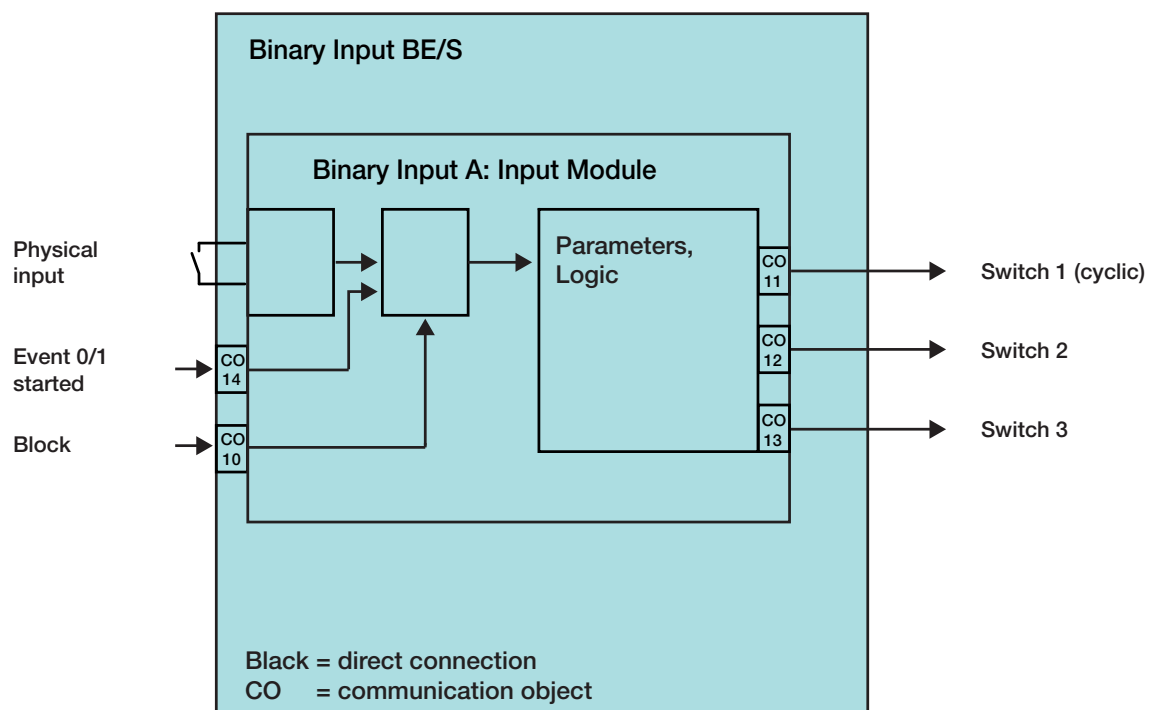 Binary Input BE/S
Binary Input A: Input Module
Physical
input
Parameters,
Logic
CO
11
Switch 1 (cyclic)
Event 0/1
started
CO
14
CO
12
Switch 2
Block
CO
10
CO
13
Switch 3
Black = direct connection
CO = communication object